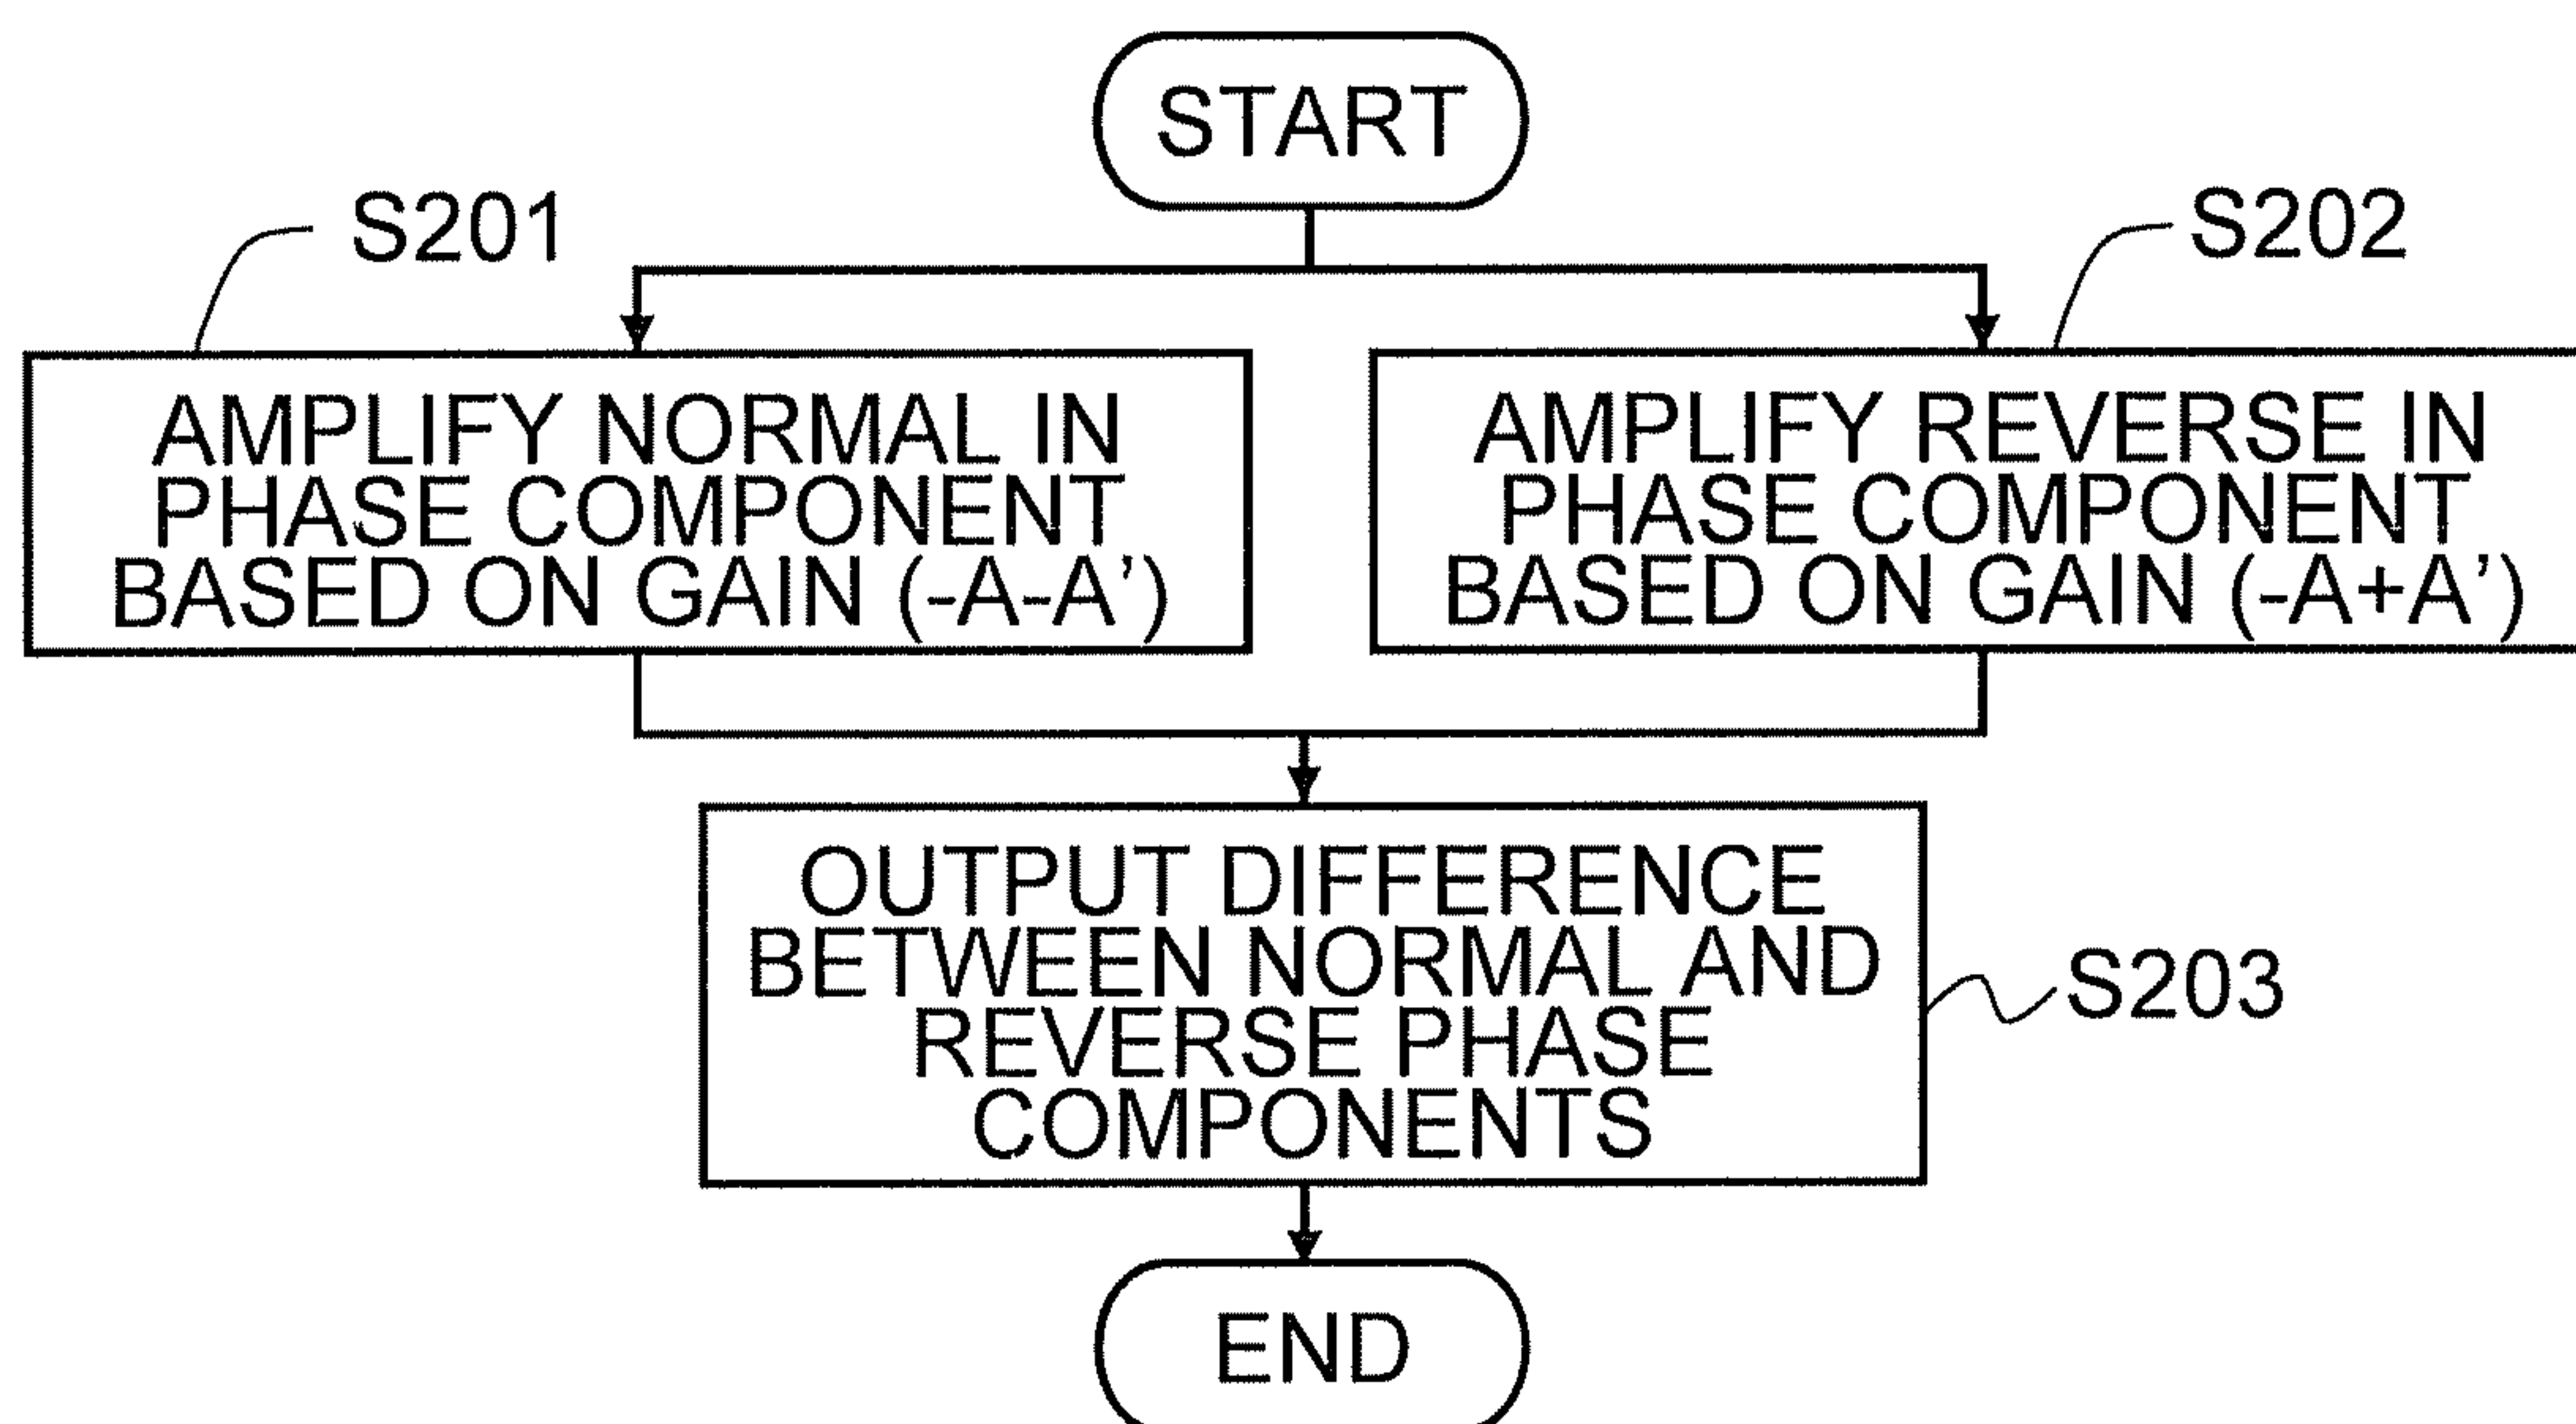 START
S201
S202
AMPLIFY NORMAL IN
PHASE COMPONENT
BASED ON GAIN (-A-A’)
AMPLIFY REVERSE IN
PHASE COMPONENT
BASED ON GAIN (-A+A’)
OUTPUT DIFFERENCE
BETWEEN NORMAL AND
REVERSE PHASE
COMPONENTS
S203
END